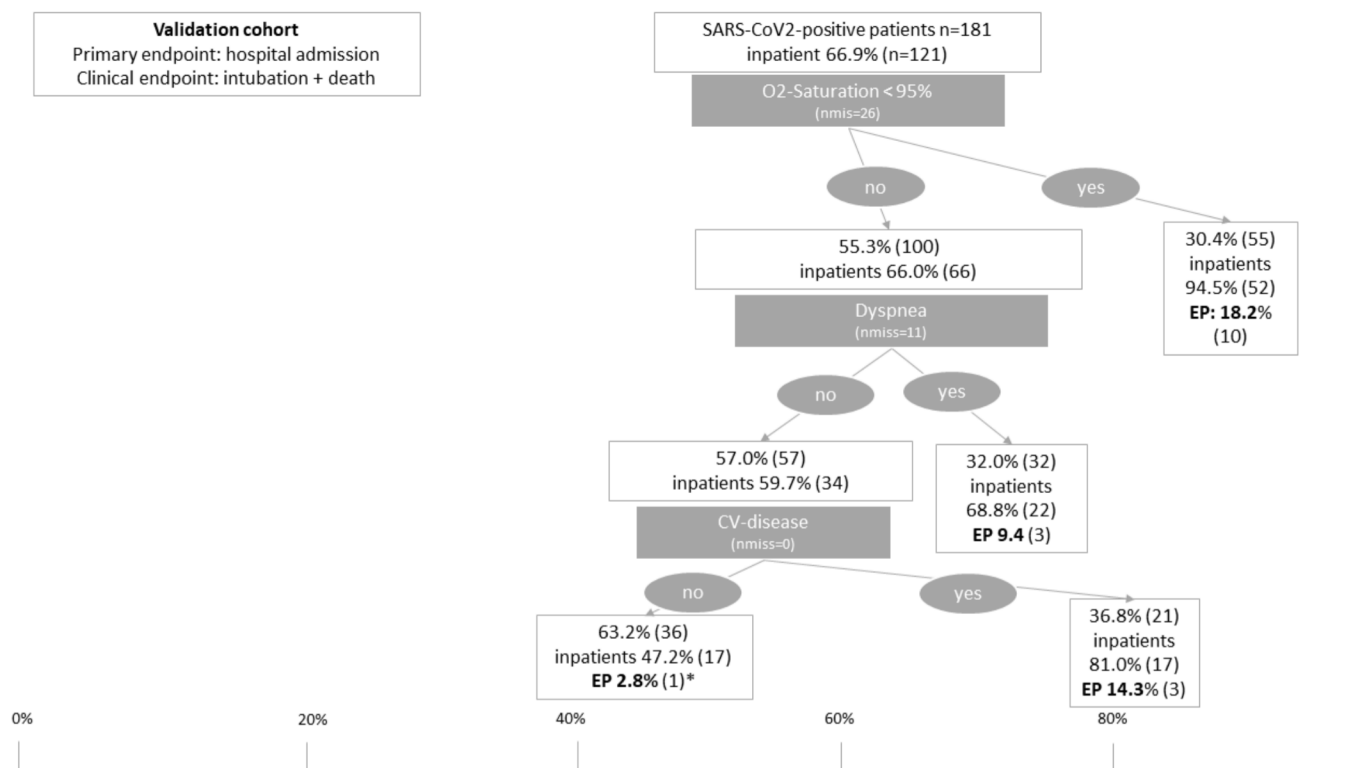 Validation cohort
Primary endpoint: hospital admission
Clinical endpoint: intubation + death
SARS-CoV2-positive patients n=181
inpatient 66.9% (n=121)
O2-Saturation < 95%
(nmis=26)
no
yes
55.3% (100)
inpatients 66.0% (66)
30.4% (55)
inpatients
94.5% (52)
EP: 18.2%
(10)
Dyspnea
(nmiss=11)
no
yes
57.0% (57)
inpatients 59.7% (34)
32.0% (32)
inpatients
68.8% (22)
EP 9.4 (3)
CV-disease
(nmiss=0)
no
yes
63.2% (36)
inpatients 47.2% (17)
EP 2.8% (1)*
36.8% (21)
inpatients
81.0% (17)
EP 14.3% (3)
0%
20%
40%
60%
80%